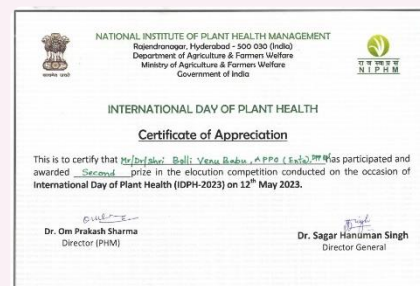 NATIONAL INSTITUTE OF PLANT HEALTH MANAGEMENT
Rajendranagar, Hyderabad - 500 030 (India)
Department of Agriculture & Farmers Welfare
Ministry of Agriculture & Farmers Welfare
Government of India
NIPHM
INTERNATIONAL DAY OF PLANT HEALTH
Certificate of Appreciation
This is to certify that Mr/Dr/Shri Bolli Venu Babu, APPO (Ento), has participated and
awarded Second prize in the elocution competition conducted on the occasion of
International Day of Plant Health (IDPH-2023) on 12th May 2023.
Dr. Om Prakash Sharma
Director (PHM)
Dr. Sagar Hanuman Singh
Director General